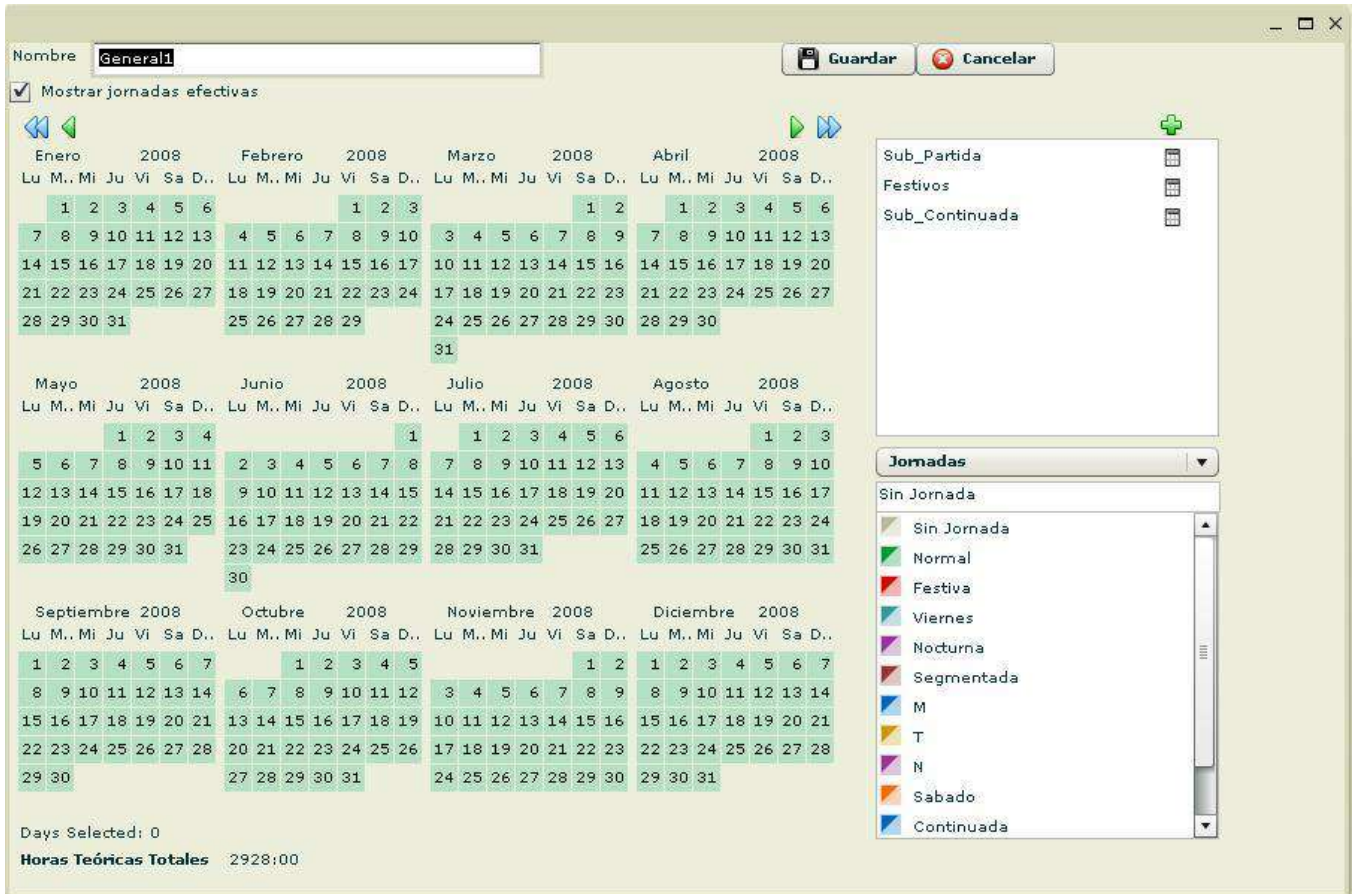 Nombre General1 Guardar Cancelar
Mostrar jornadas efectivas
Enero 2008 Febrero 2008 Marzo 2008 Abril 2008
Lu M.. Mi Ju Vi Sa D.. Lu M.. Mi Ju Vi Sa D.. Lu M.. Mi Ju Vi Sa D.. Lu M.. Mi Ju Vi Sa D..
1 2 3 4 5 6 1 2 3 1 2 1 2 3 4 5 6
7 8 9 10 11 12 13 4 5 6 7 8 9 10 3 4 5 6 7 8 9 7 8 9 10 11 12 13
14 15 16 17 18 19 20 11 12 13 14 15 16 17 10 11 12 13 14 15 16 14 15 16 17 18 19 20
21 22 23 24 25 26 27 18 19 20 21 22 23 24 17 18 19 20 21 22 23 21 22 23 24 25 26 27
28 29 30 31 25 26 27 28 29 24 25 26 27 28 29 30 28 29 30
31
Mayo 2008 Junio 2008 Julio 2008 Agosto 2008
Lu M.. Mi Ju Vi Sa D.. Lu M.. Mi Ju Vi Sa D.. Lu M.. Mi Ju Vi Sa D.. Lu M.. Mi Ju Vi Sa D..
1 2 3 4 1 1 2 3 4 5 6 1 2 3
5 6 7 8 9 10 11 2 3 4 5 6 7 8 7 8 9 10 11 12 13 4 5 6 7 8 9 10
12 13 14 15 16 17 18 9 10 11 12 13 14 15 14 15 16 17 18 19 20 11 12 13 14 15 16 17
19 20 21 22 23 24 25 16 17 18 19 20 21 22 21 22 23 24 25 26 27 18 19 20 21 22 23 24
26 27 28 29 30 31 23 24 25 26 27 28 29 28 29 30 31 25 26 27 28 29 30 31
30
Septiembre 2008 Octubre 2008 Noviembre 2008 Diciembre 2008
Lu M.. Mi Ju Vi Sa D.. Lu M.. Mi Ju Vi Sa D.. Lu M.. Mi Ju Vi Sa D.. Lu M.. Mi Ju Vi Sa D..
1 2 3 4 5 6 7 1 2 3 4 5 1 2 1 2 3 4 5 6 7
8 9 10 11 12 13 14 6 7 8 9 10 11 12 3 4 5 6 7 8 9 8 9 10 11 12 13 14
15 16 17 18 19 20 21 13 14 15 16 17 18 19 10 11 12 13 14 15 16 15 16 17 18 19 20 21
22 23 24 25 26 27 28 20 21 22 23 24 25 26 17 18 19 20 21 22 23 22 23 24 25 26 27 28
29 30 27 28 29 30 31 24 25 26 27 28 29 30 29 30 31
Days Selected: 0
Horas Teóricas Totales 2928:00
Sub_Partida
Festivos
Sub_Continuada
Jornadas
Sin Jornada
Sin Jornada
Normal
Festiva
Viernes
Nocturna
Segmentada
M
T
N
Sabado
Continuada